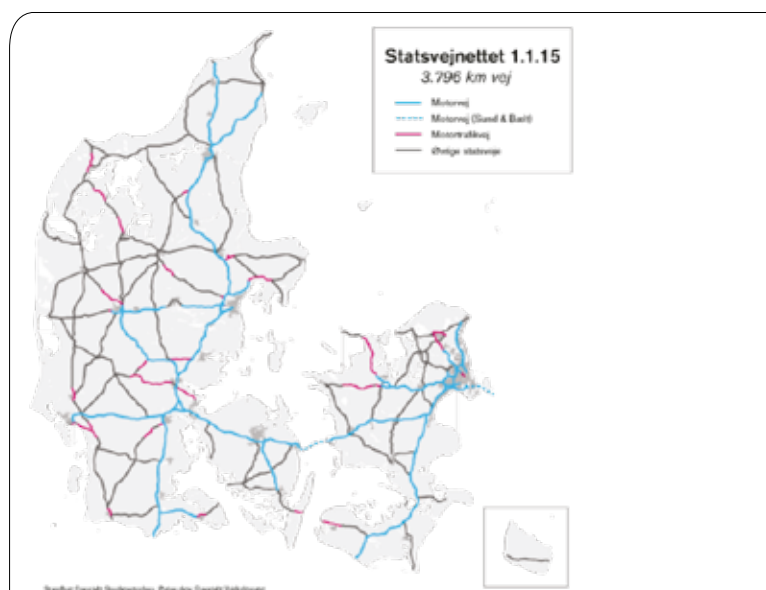 Statsvejnettet 1.1.15
3.796 km vej
Motorvej
Motorvej (Sund & Bælt)
Motortrafikvej
Øvrige statsveje